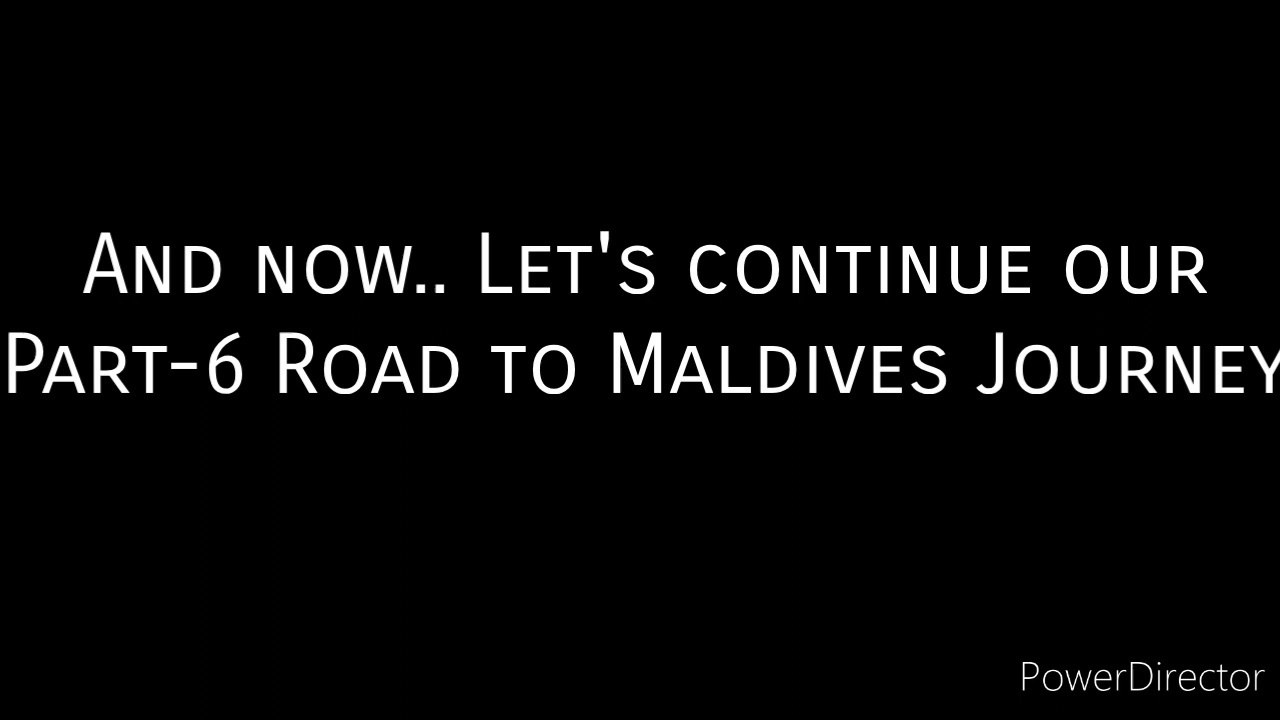 And now.. Let's continue our
Part-6 Road to Maldives Journey
PowerDirector